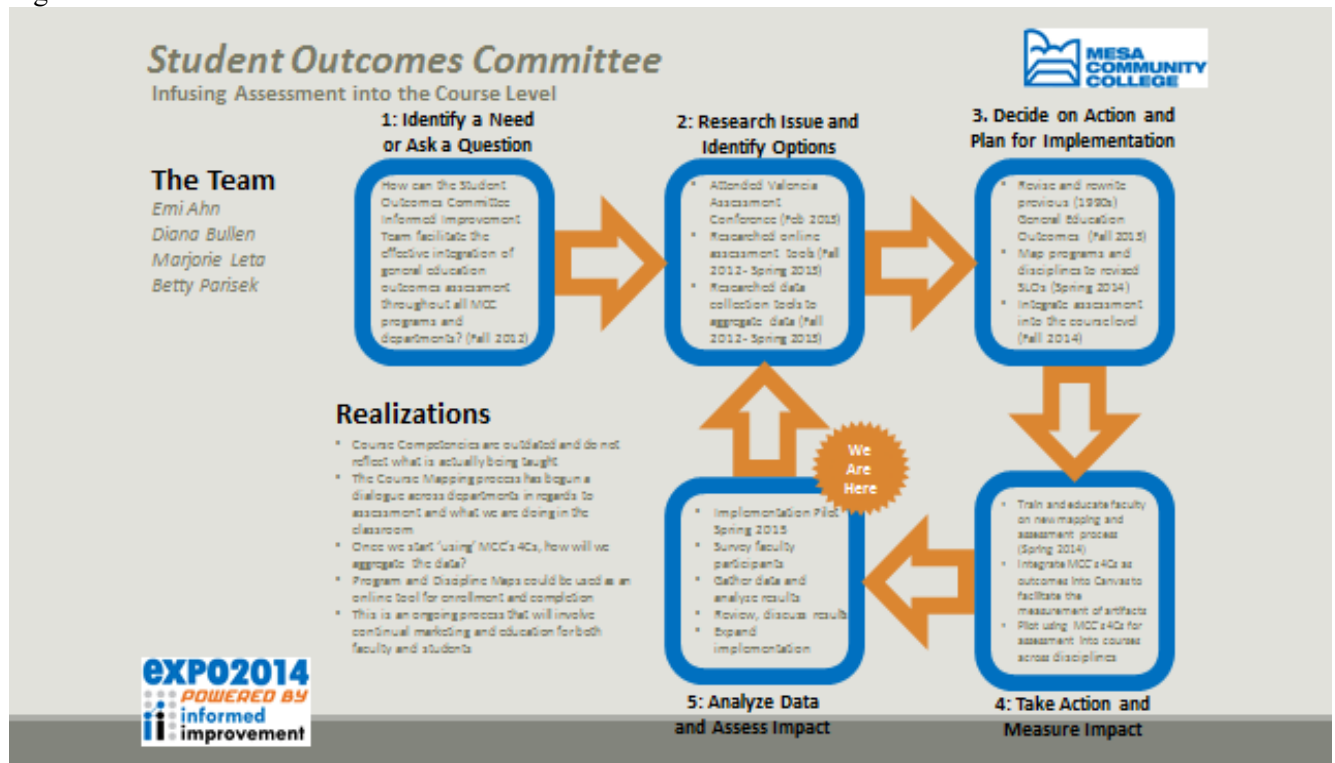 Student Outcomes Committee
Infusing Assessment into the Course Level
MESA
COMMUNITY
COLLEGE
The Team
Emi Ahn
Diana Bullen
Marjorie Leta
Betty Parisek
1: Identify a Need
or Ask a Question
How can the Student
Outcomes Committee
Informed Improvement
Team facilitate the
effective integration of
general education
outcomes assessment
throughout all MCC
programs and
departments? (Fall 2012)
2: Research Issue and
Identify Options
• Attended Valencia
Assessment
Conference (Feb 2013)
• Researched online
assessment tools (Fall
2012- Spring 2013)
• Researched data
collection tools to
aggregate data (Fall
2012- Spring 2013)
3. Decide on Action and
Plan for Implementation
• Revise and rewrite
previous (1990s)
General Education
Outcomes (Fall 2013)
• Map programs and
disciplines to revised
SLOs (Spring 2014)
• Integrate assessment
into the course level
(Fall 2014)
Realizations
• Course Competencies are outdated and do not
reflect what is actually being taught
• The Course Mapping process has begun a
dialogue across departments in regards to
assessment and what we are doing in the
classroom
• Once we start 'using' MCC's 4Cs, how will we
aggregate the data?
• Program and Discipline Maps could be used as an
online tool for enrollment and completion
• This is an ongoing process that will involve
continual marketing and education for both
faculty and students
We
Are
Here
• Implementation Pilot
Spring 2015
• Survey faculty
participants
• Gather data and
analyze results
• Review, discuss results
• Expand
implementation
5: Analyze Data
and Assess Impact
• Train and educate faculty
on new mapping and
assessment process
(Spring 2014)
• Integrate MCC's 4Cs as
outcomes into Canvas to
facilitate the
measurement of artifacts
• Pilot using MCC's 4Cs for
assessment into courses
across disciplines
4: Take Action and
Measure Impact
eXPO2014
POWERED BY
informed
improvement